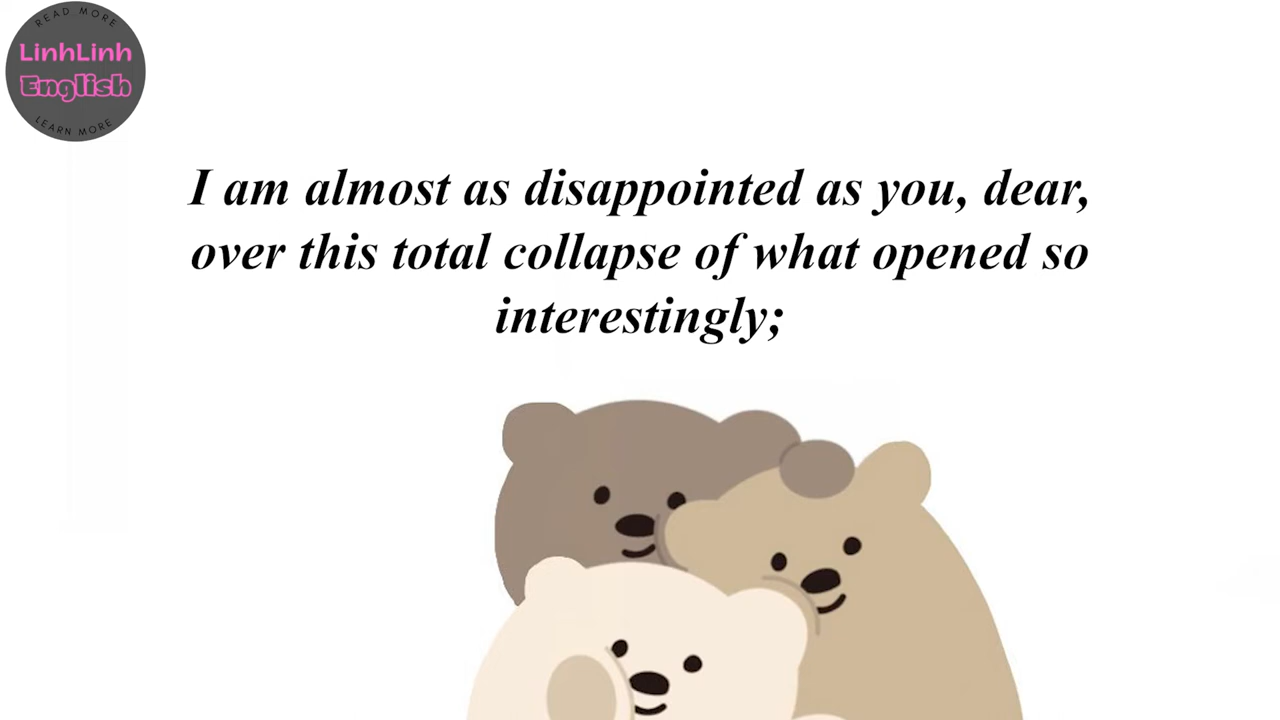 READ MORE
LinhLinh
English
LEARN MORE
I am almost as disappointed as you, dear,
over this total collapse of what opened so
interestingly;